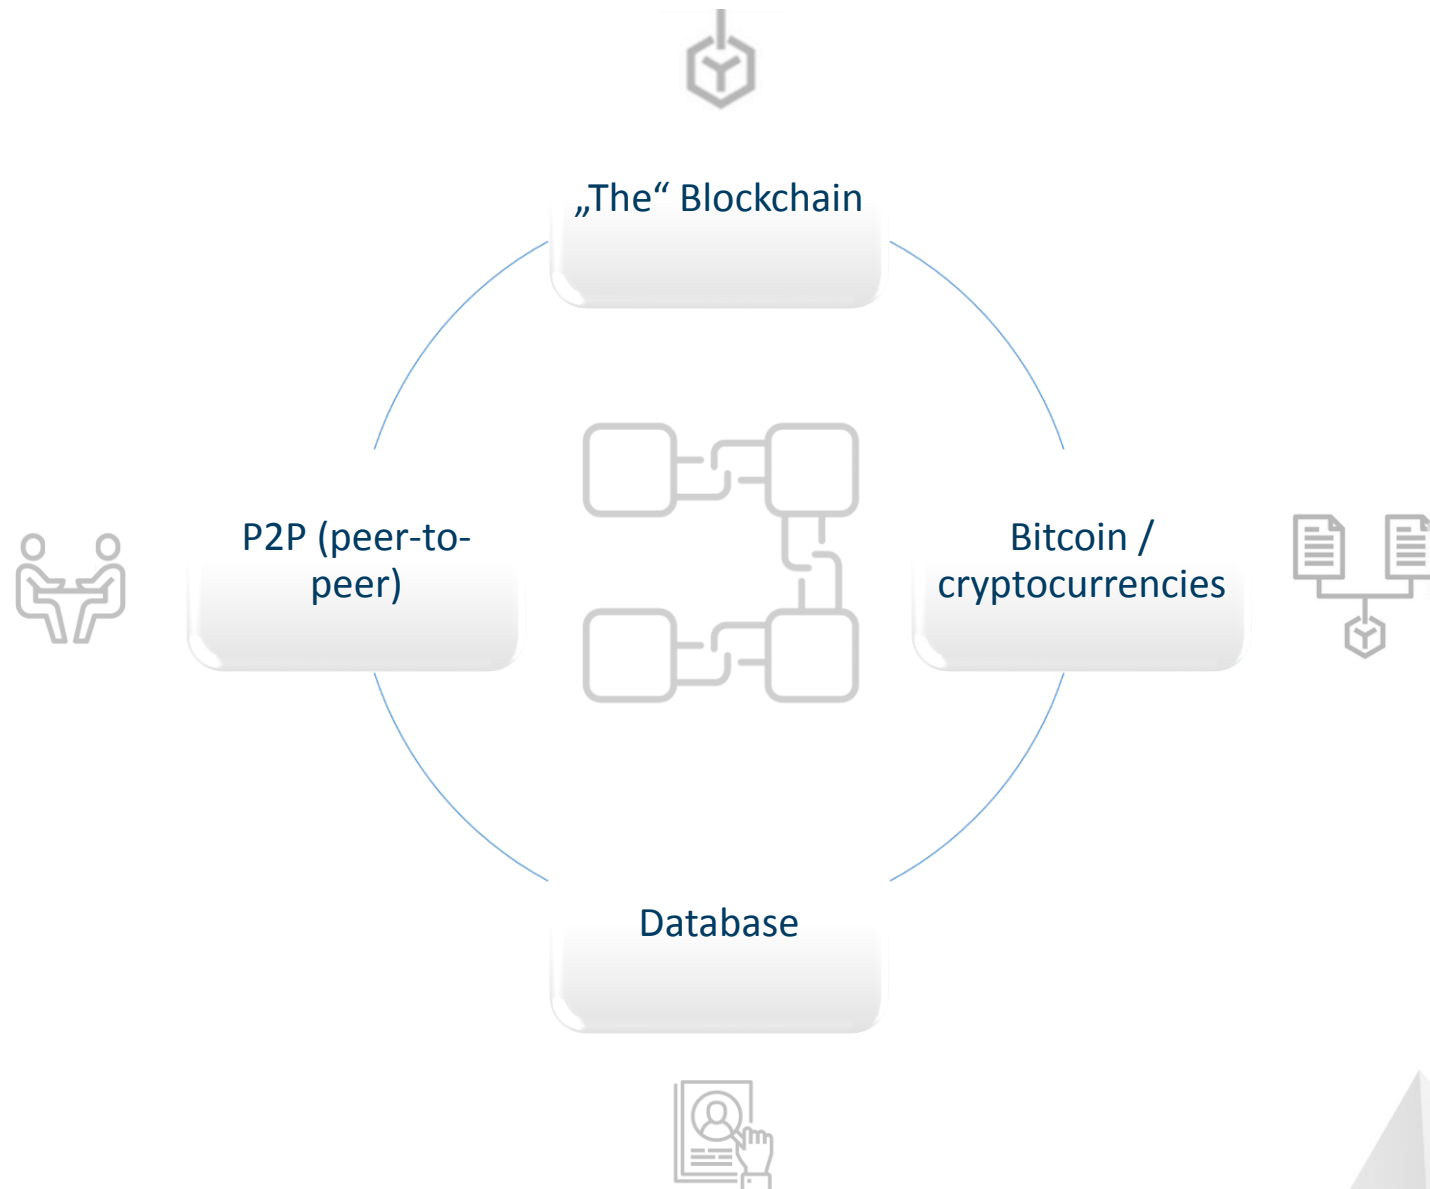 „The“ Blockchain
P2P (peer-to-
peer)
Bitcoin /
cryptocurrencies
Database